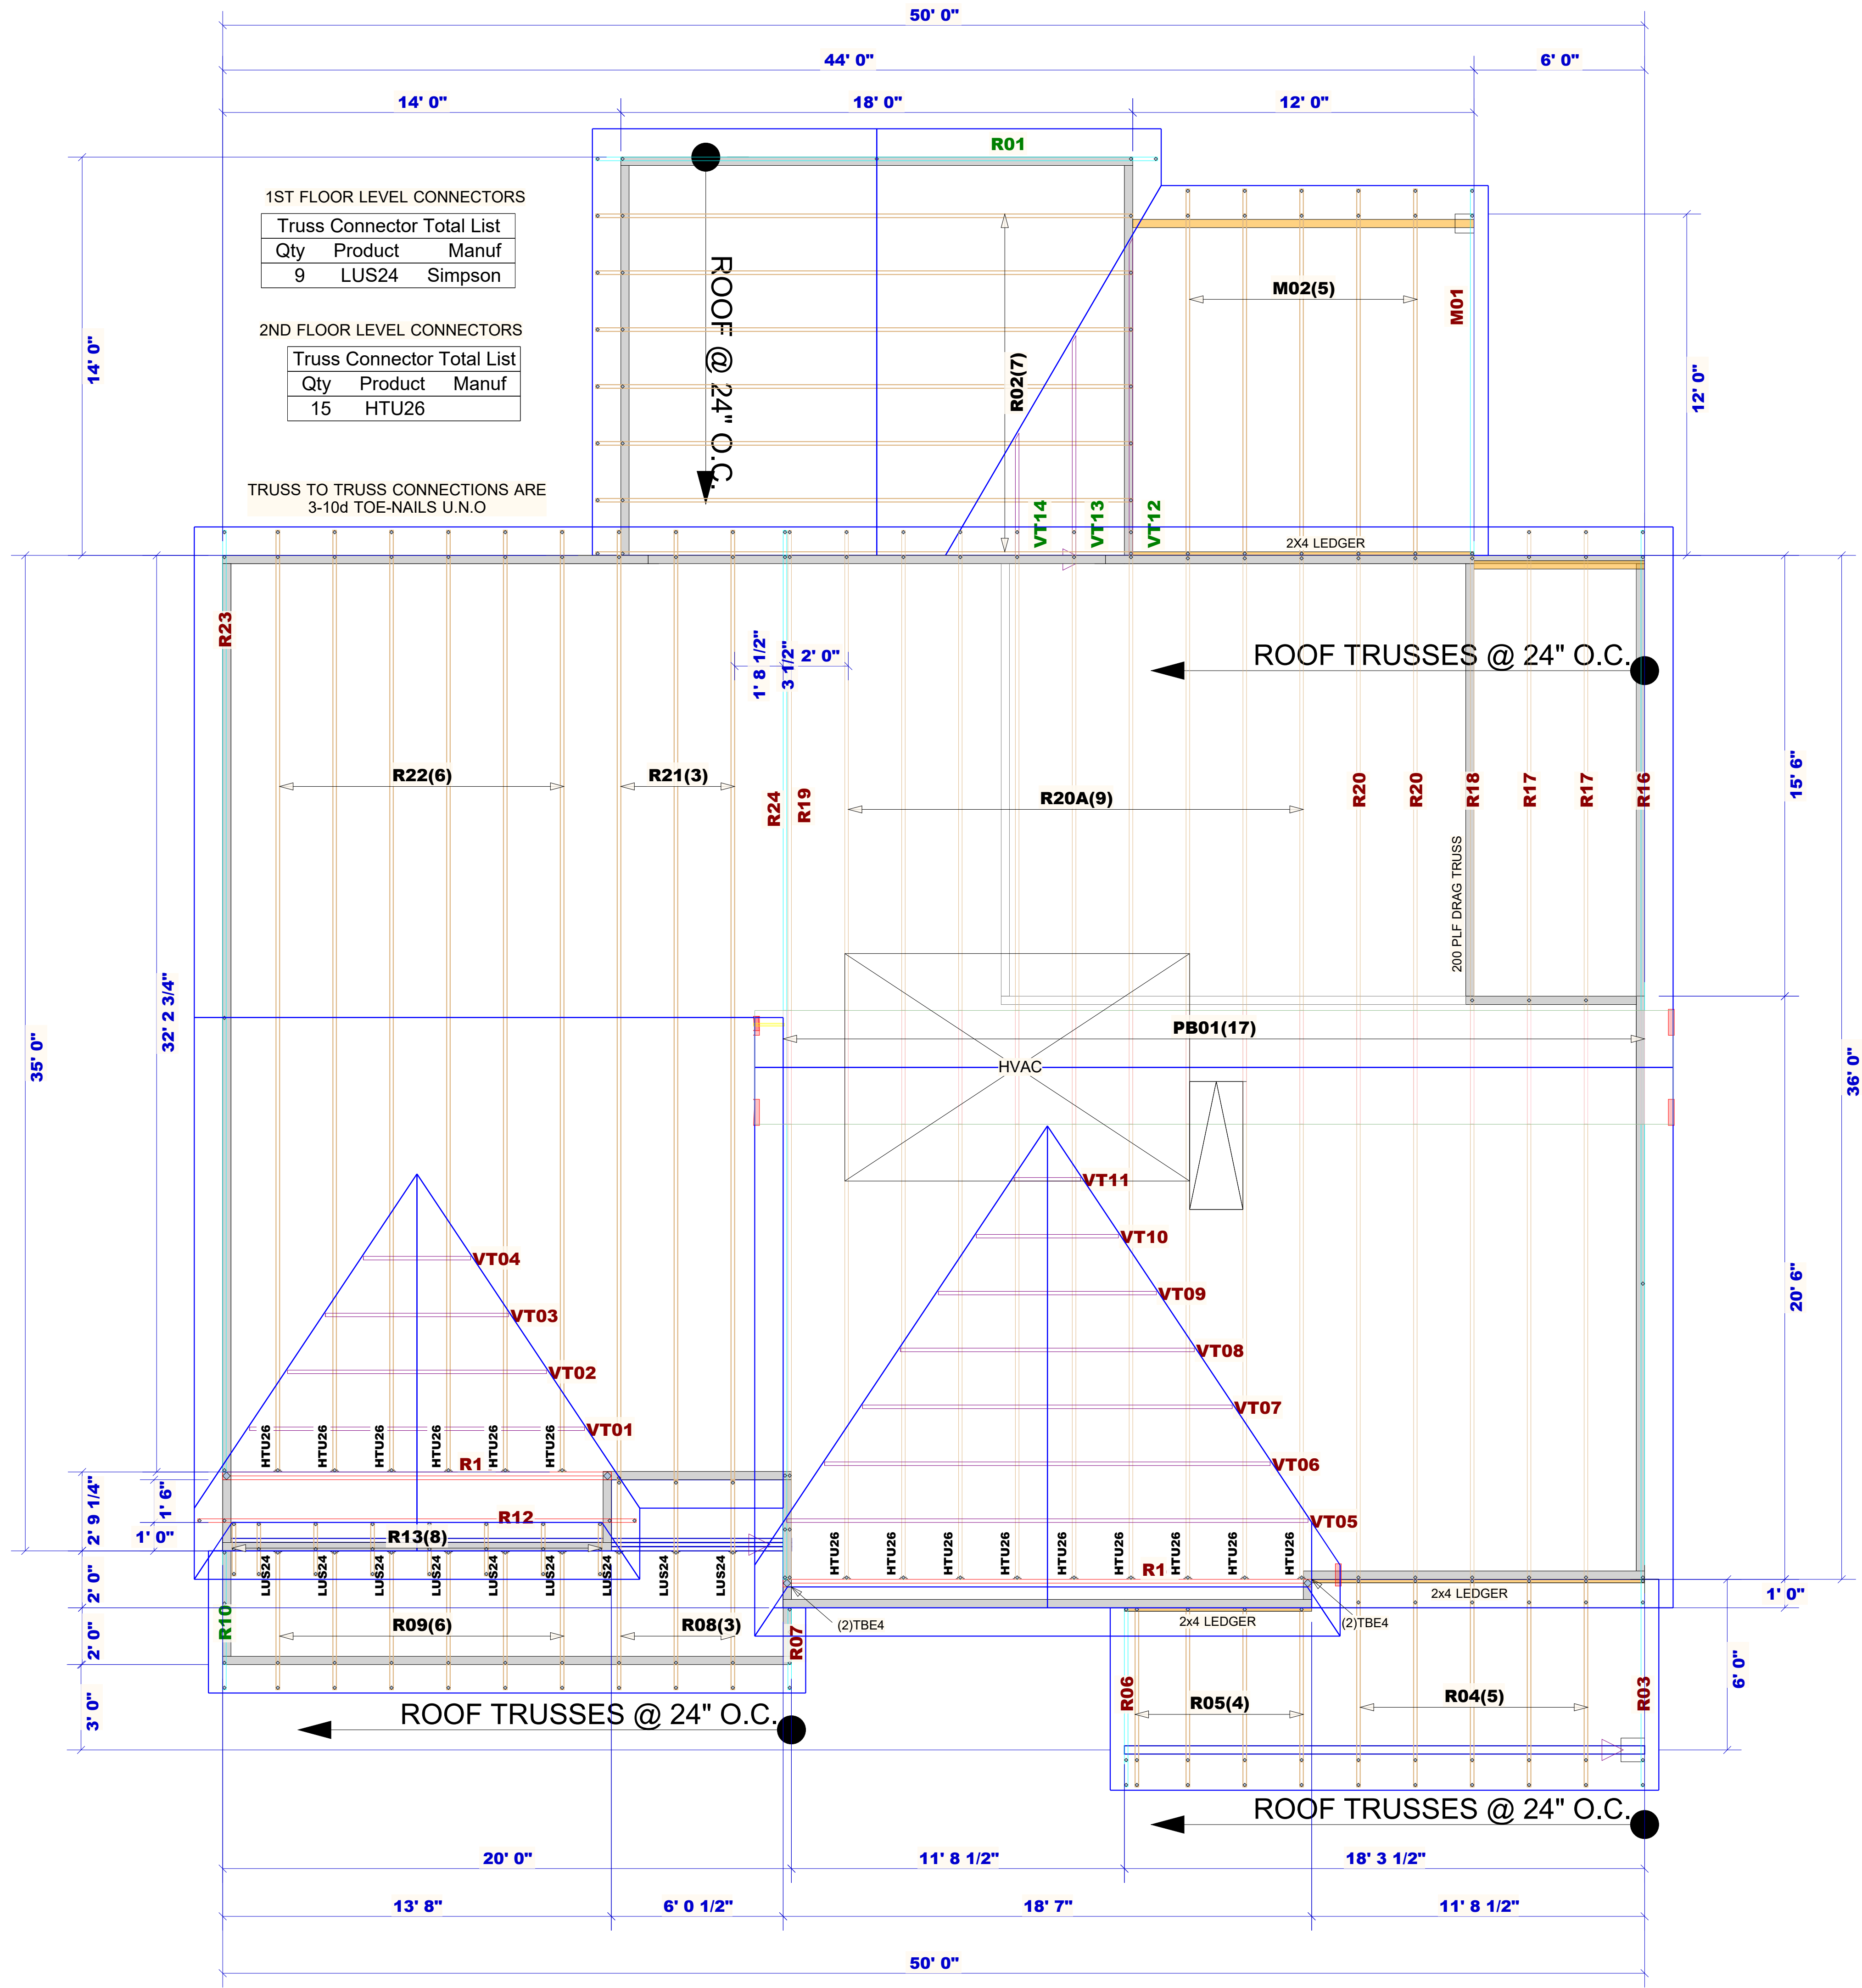 50' 0"
44' 0"
6' 0"
14' 0"
18' 0"
12' 0"
R01
1ST FLOOR LEVEL CONNECTORS
Truss Connector Total List
Qty Product Manuf
9 LUS24 Simpson
2ND FLOOR LEVEL CONNECTORS
Truss Connector Total List
Qty Product Manuf
15 HTU26
TRUSS TO TRUSS CONNECTIONS ARE
3-10d TOE-NAILS U.N.O
14' 0"
ROOF @ 24" O.C.
R02(7)
M02(5)
M01
12' 0"
VT14
VT13
VT12
2X4 LEDGER
R23
1' 8 1/2"
3 1/2"
2' 0"
ROOF TRUSSES @ 24" O.C.
R22(6)
R21(3)
R24
R19
R20A(9)
R20
R20
R18
R17
R17
R16
15' 6"
200 PLF DRAG TRUSS
35' 0"
32' 2 3/4"
36' 0"
PB01(17)
HVAC
VT11
VT10
VT09
VT08
VT07
VT06
VT05
20' 6"
VT04
VT03
VT02
VT01
HTU26
HTU26
HTU26
HTU26
HTU26
HTU26
R1
R12
R13(8)
1' 6"
2' 9 1/4"
1' 0"
LUS24
LUS24
LUS24
LUS24
LUS24
LUS24
LUS24
LUS24
LUS24
HTU26
HTU26
HTU26
HTU26
HTU26
HTU26
HTU26
HTU26
HTU26
R1
2x4 LEDGER
1' 0"
2' 0"
R10
R09(6)
R08(3)
R07
(2)TBE4
2x4 LEDGER
(2)TBE4
2' 0"
3' 0"
6' 0"
R06
R05(4)
R04(5)
R03
ROOF TRUSSES @ 24" O.C.
ROOF TRUSSES @ 24" O.C.
20' 0"
11' 8 1/2"
18' 3 1/2"
13' 8"
6' 0 1/2"
18' 7"
11' 8 1/2"
50' 0"